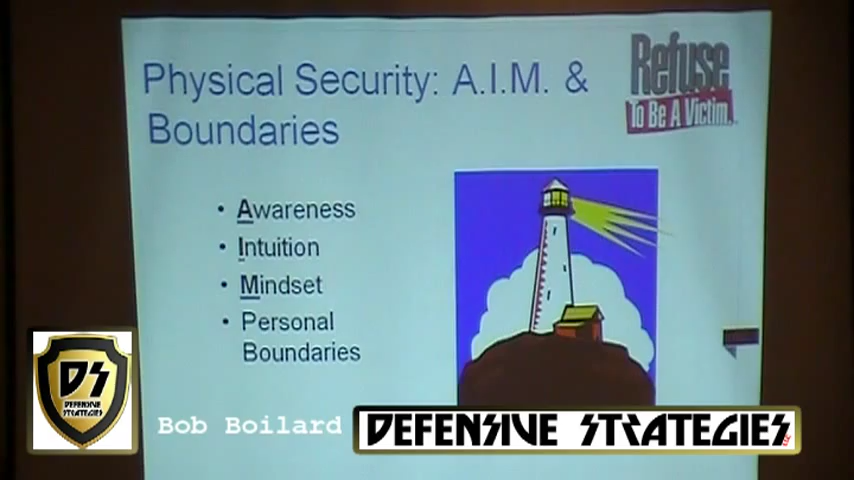 Physical Security: A.I.M. &
Boundaries
Refuse
To Be A Victim
• Awareness
• Intuition
• Mindset
• Personal
Boundaries
DS
DEFENSIVE
STRATEGIES
Bob Boilard
DEFENSIVE STRATEGIES